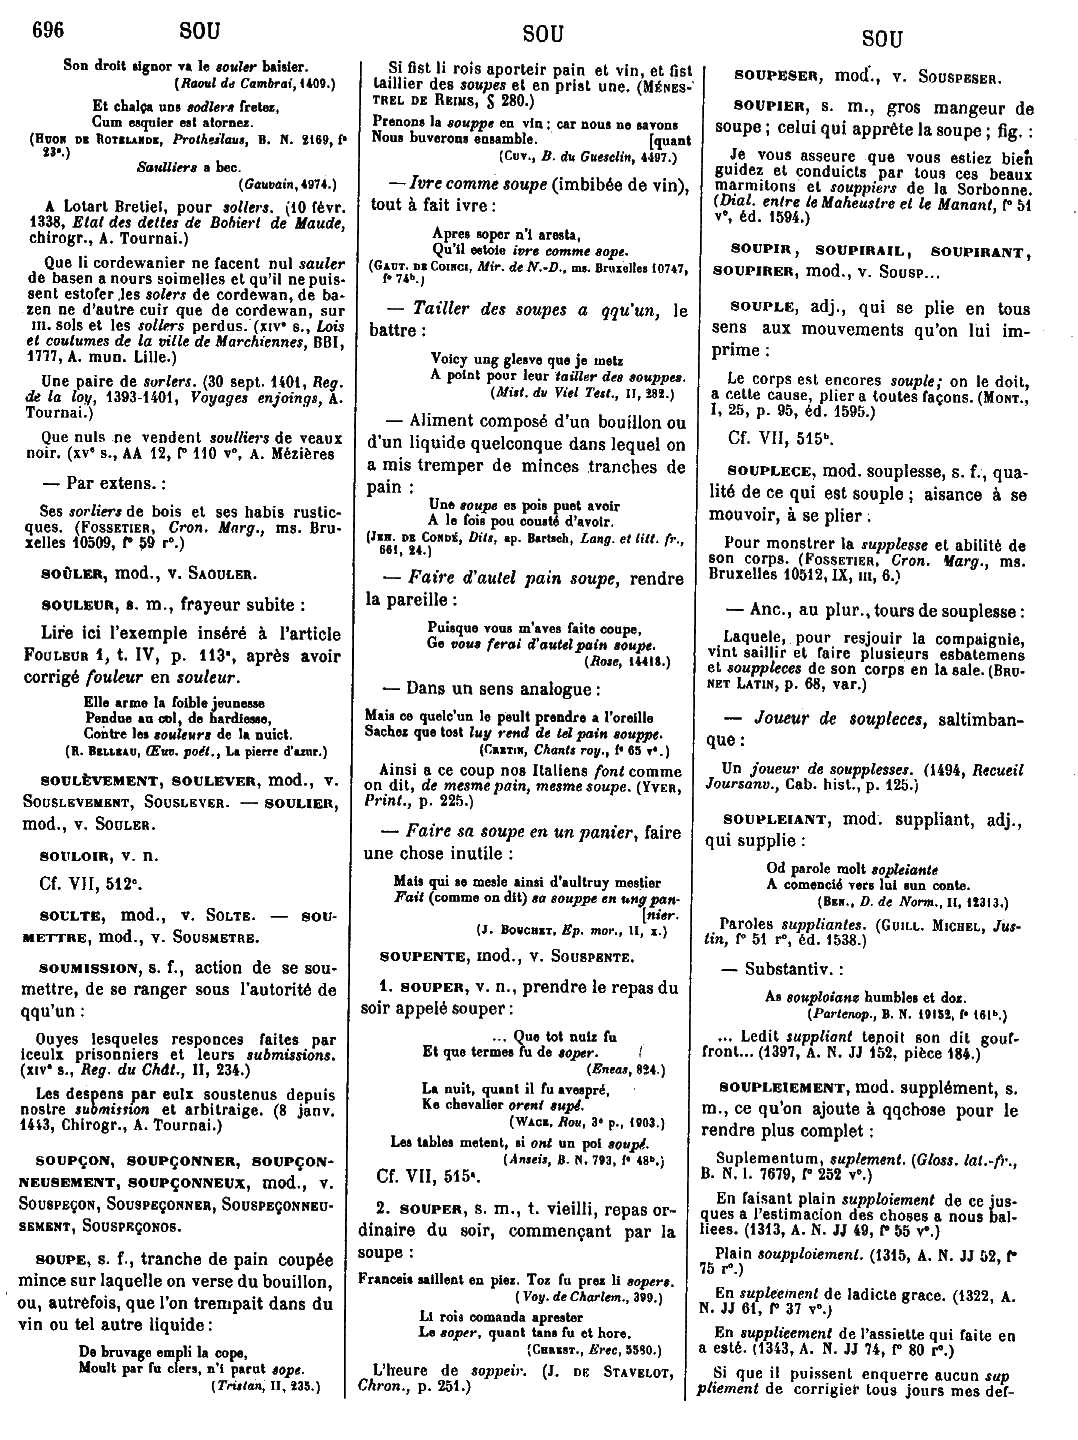 696 SOU
SOU
SOU
Son droit signor va le souler baisier.
(Raoul de Cambrai, 1409.)
Et chalça uns sodlers fretez,
Cum esquier est atornez.
(HUON DE ROTELANDE, Protheslaus, B. N. 2169, f°
23ª.)
Saulliers a bec.
(Gauvain, 4974.)
A Lotart Bretiel, pour sollers. (10 févr.
1338, Etat des dettes de Bohiert de Maude,
chirogr., A. Tournai.)
Que li cordewanier ne facent nul sauler
de basen a nours soimelles et qu'il ne puis-
sent estofer les solers de cordewan, de ba-
zen ne d'autre cuir que de cordewan, sur
III. sols et les sollers perdus. (XIVᵉ s., Lois
et coutumes de la ville de Marchiennes, BBI,
1777, A. mun. Lille.)
Une paire de sorlers. (30 sept. 1401, Reg.
de la loy, 1393-1401, Voyages enjoings, A.
Tournai.)
Que nuls ne vendent soulliers de veaux
noir. (XVᵉ s., AA 12, f° 110 v°, A. Mézières
— Par extens. :
Ses sorliers de bois et ses habis rustic-
ques. (FOSSETIER, Cron. Marg., ms. Bru-
xelles 10509, f° 59 r°.)
SOÛLER, mod., v. SAOULER.
SOULEUR, s. m., frayeur subite :
Lire ici l'exemple inséré à l'article
FOULEUR 1, t. IV, p. 113ª, après avoir
corrigé fouleur en souleur.
Elle arme la foible jeunesse
Pendue au col, de hardiesse,
Contre les souleurs de la nuict.
(R. BELLEAU, Œuv. poét., La pierre d'azur.)
SOULÈVEMENT, SOULEVER, mod., v.
SOUSLEVEMENT, SOUSLEVER. — SOULIER,
mod., v. SOULER.
SOULOIR, v. n.
Cf. VII, 512ᶜ.
SOULTE, mod., v. SOLTE. — SOU-
METTRE, mod., v. SOUSMETRE.
SOUMISSION, s. f., action de se sou-
mettre, de se ranger sous l'autorité de
qqu'un :
Ouyes lesqueles responces faites par
iceulx prisonniers et leurs submissions.
(XIVᵉ s., Reg. du Chât., II, 234.)
Les despens par eulx soustenus depuis
nostre submission et arbitraige. (8 janv.
1443, Chirogr., A. Tournai.)
SOUPÇON, SOUPÇONNER, SOUPÇON-
NEUSEMENT, SOUPÇONNEUX, mod., v.
SOUSPEÇON, SOUSPEÇONNER, SOUSPEÇONNEU-
SEMENT, SOUSPEÇONOS.
SOUPE, s. f., tranche de pain coupée
mince sur laquelle on verse du bouillon,
ou, autrefois, que l'on trempait dans du
vin ou tel autre liquide :
De bruvage empli la cope,
Moult par fu clers, n'i parut sope.
(Tristan, II, 235.)
Si fist li rois aporteir pain et vin, et fist
taillier des soupes et en prist une. (MÉNES-
TREL DE REIMS, § 280.)
Prenons la souppe en vin ; car nous ne savons
Nous buverons ensamble. [quant
(CUV., B. du Guesclin, 4497.)
— Ivre comme soupe (imbibée de vin),
tout à fait ivre :
Apres soper n'i aresta,
Qu'il estoie ivre comme sope.
(GAUT. DE COINCI, Mir. de N.-D., ms. Bruxelles 10747,
f° 74ᵇ.)
— Tailler des soupes a qqu'un, le
battre :
Voicy ung glesve que je metz
A point pour leur tailler des souppes.
(Mist. du Viel Test., II, 282.)
— Aliment composé d'un bouillon ou
d'un liquide quelconque dans lequel on
a mis tremper de minces tranches de
pain :
Une soupe es pois puet avoir
A le fois pou cousté d'avoir.
(JEH. DE CONDÉ, Dits, ap. Bartsch, Lang. et litt. fr.,
661, 24.)
— Faire d'autel pain soupe, rendre
la pareille :
Puisque vous m'aves faite coupe,
Ge vous ferai d'autel pain soupe.
(Rose, 14418.)
— Dans un sens analogue :
Mais ce quelc'un le peult prendre a l'oreille
Sachez que tost luy rend de tel pain souppe.
(CRETIN, Chants roy., f° 65 v°.)
Ainsi a ce coup nos Italiens font comme
on dit, de mesme pain, mesme soupe. (YVER,
Print., p. 225.)
— Faire sa soupe en un panier, faire
une chose inutile :
Mais qui se mesle ainsi d'aultruy mestier
Fait (comme on dit) sa souppe en ung pan-
[nier.
(J. BOUCHET, Ep. mor., II, X.)
SOUPENTE, mod., v. SOUSPENTE.
1. SOUPER, v. n., prendre le repas du
soir appelé souper :
... Que tot nuiz fu
Et que termes fu de soper.
(Eneas, 824.)
La nuit, quant il fu avespré,
Ke chevalier orent supé.
(WACE, Rou, 3ᵉ p., 1903.)
Les tables metent, si ont un poi soupé.
(Anseis, B. N. 793, f° 48ᵇ.)
Cf. VII, 515ᵃ.
2. SOUPER, s. m., t. vieilli, repas or-
dinaire du soir, commençant par la
soupe :
Franceis saillent en piez. Toz fu prez li sopers.
(Voy. de Charlem., 399.)
Li rois comanda aprester
Le soper, quant tans fu et hore.
(CHREST., Erec, 5580.)
L'heure de soppeir. (J. DE STAVELOT,
Chron., p. 251.)
SOUPESER, mod., v. SOUSPESER.
SOUPIER, s. m., gros mangeur de
soupe ; celui qui apprête la soupe ; fig. :
Je vous asseure que vous estiez bien
guidez et conduicts par tous ces beaux
marmitons et souppiers de la Sorbonne.
(Dial. entre le Maheustre et le Manant, f° 51
v°, éd. 1594.)
SOUPIR, SOUPIRAIL, SOUPIRANT,
SOUPIRER, mod., v. SOUSP...
SOUPLE, adj., qui se plie en tous
sens aux mouvements qu'on lui im-
prime :
Le corps est encores souple; on le doit,
a cette cause, plier a toutes façons. (MONT.,
I, 25, p. 95, éd. 1595.)
Cf. VII, 515ᵇ.
SOUPLECE, mod. souplesse, s. f., qua-
lité de ce qui est souple ; aisance à se
mouvoir, à se plier :
Pour monstrer la supplesse et abilité de
son corps. (FOSSETIER, Cron. Marg., ms.
Bruxelles 10512, IX, III, 6.)
— Anc., au plur., tours de souplesse :
Laquele, pour resjouir la compaignie,
vint saillir et faire plusieurs esbatemens
et souppleces de son corps en la sale. (BRU-
NET LATIN, p. 68, var.)
— Joueur de soupleces, saltimban-
que :
Un joueur de soupplesses. (1494, Recueil
Joursanv., Cab. hist., p. 125.)
SOUPLEIANT, mod. suppliant, adj.,
qui supplie :
Od parole molt sopleiante
A comencié vers lui sun conte.
(BEN., D. de Norm., II, 12313.)
Paroles suppliantes. (GUILL. MICHEL, Jus-
tin, f° 51 r°, éd. 1538.)
— Substantiv. :
As souploianz humbles et doz.
(Partenop., B. N. 19152, f° 161ᵇ.)
... Ledit suppliant tenoit son dit gouf-
front... (1397, A. N. JJ 152, pièce 184.)
SOUPLEIEMENT, mod. supplément, s.
m., ce qu'on ajoute à qqchose pour le
rendre plus complet :
Suplementum, suplement. (Gloss. lat.-fr.,
B. N. l. 7679, f° 252 v°.)
En faisant plain supploiement de ce jus-
ques a l'estimacion des choses a nous bal-
liees. (1313, A. N. JJ 49, f° 55 v°.)
Plain soupploiement. (1315, A. N. JJ 52, f°
75 r°.)
En supleement de ladicte grace. (1322, A.
N. JJ 61, f° 37 v°.)
En supplieement de l'assiette qui faite en
a esté. (1343, A. N. JJ 74, f° 80 r°.)
Si que il puissent enquerre aucun sup
pliement de corrigier tous jours mes def-